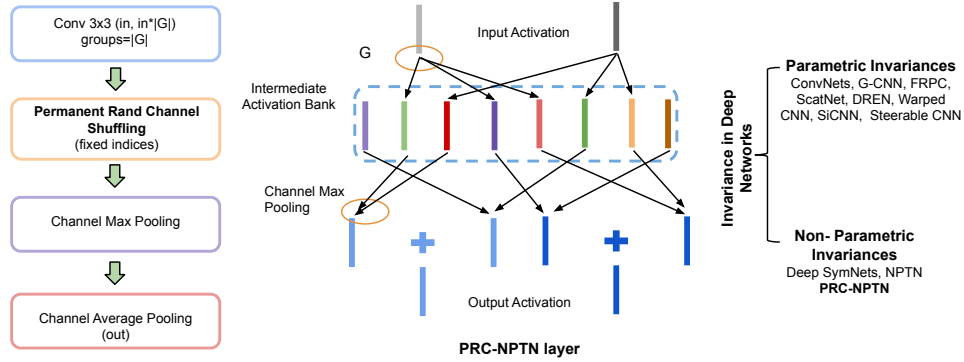 Conv 3x3 (in, in*|G|)
groups=|G|
Permanent Rand Channel
Shuffling
(fixed indices)
Channel Max Pooling
Channel Average Pooling
(out)
Input Activation
G
Intermediate
Activation Bank
Channel Max
Pooling
Output Activation
PRC-NPTN layer
Invariance in Deep
Networks
Parametric Invariances
ConvNets, G-CNN, FRPC,
ScatNet, DREN, Warped
CNN, SiCNN, Steerable CNN
Non- Parametric
Invariances
Deep SymNets, NPTN
PRC-NPTN